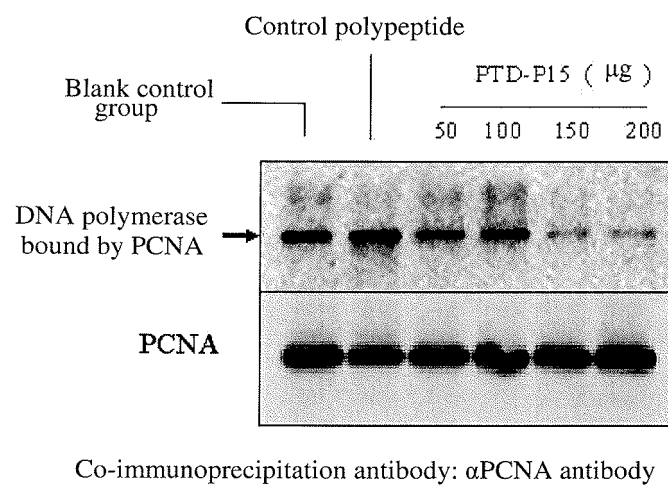 Control polypeptide
PTD-P15 ( μg )
Blank control
group
50 100 150 200
DNA polymerase
bound by PCNA
PCNA
Co-immunoprecipitation antibody: αPCNA antibody